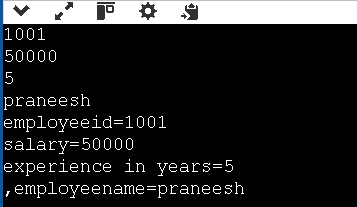 1001
50000
5
praneesh
employeeid=1001
salary=50000
experience in years=5
,employeename=praneesh